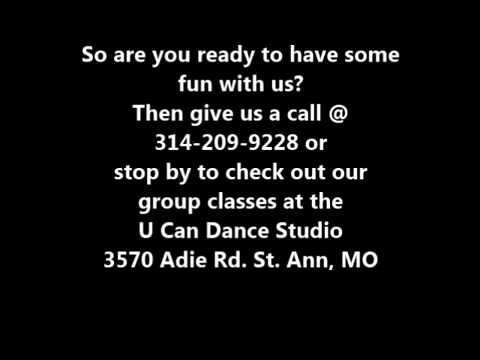 So are you ready to have some
fun with us?
Then give us a call @
314-209-9228 or
stop by to check out our
group classes at the
U Can Dance Studio
3570 Adie Rd. St. Ann, MO